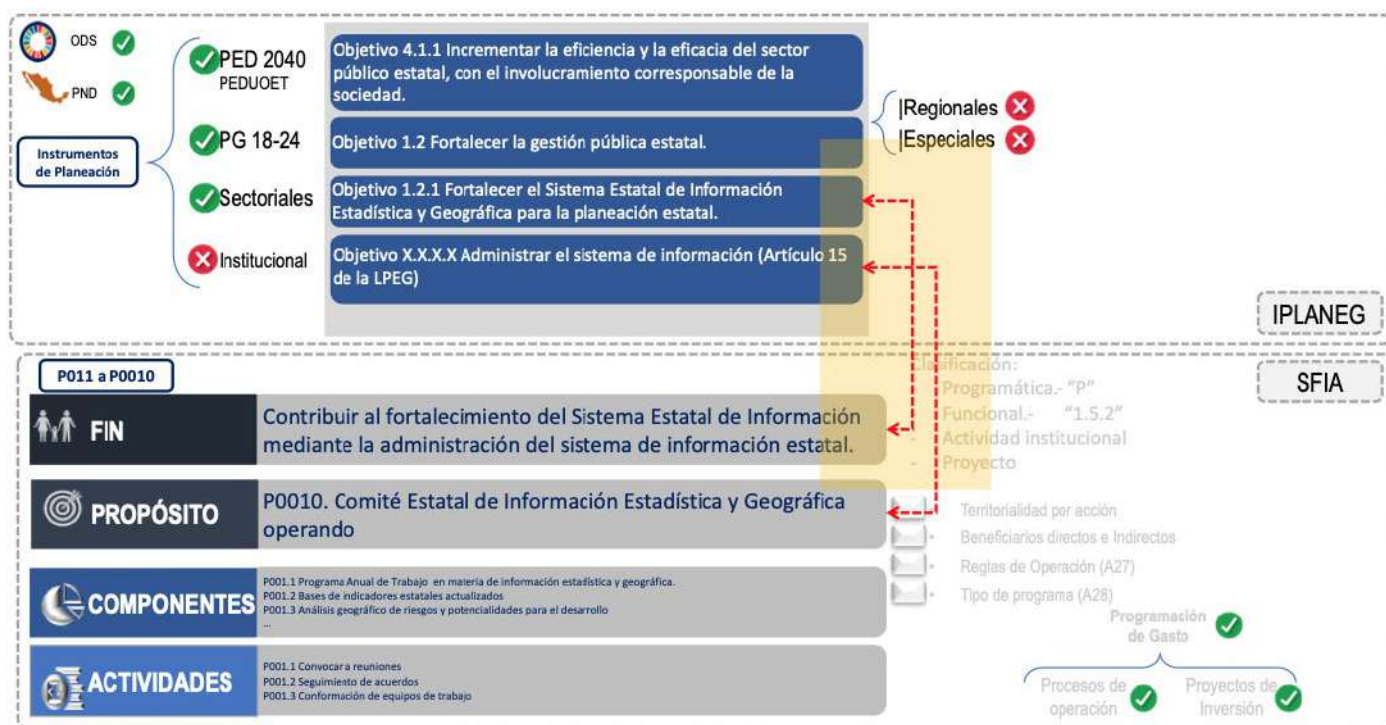 ODS
PND
Instrumentos
de Planeación
PED 2040
PEDUOET
PG 18-24
Sectoriales
Institucional
Objetivo 4.1.1 Incrementar la eficiencia y la eficacia del sector
público estatal, con el involucramiento corresponsable de la
sociedad.
Objetivo 1.2 Fortalecer la gestión pública estatal.
Objetivo 1.2.1 Fortalecer el Sistema Estatal de Información
Estadística y Geográfica para la planeación estatal.
Objetivo X.X.X.X Administrar el sistema de información (Artículo 15
de la LPEG)
|Regionales
|Especiales
IPLANEG
P011 a P0010
SFIA
FIN
Contribuir al fortalecimiento del Sistema Estatal de Información
mediante la administración del sistema de información estatal.
PROPÓSITO
P0010. Comité Estatal de Información Estadística y Geográfica
operando
COMPONENTES
P001.1 Programa Anual de Trabajo en materia de información estadística y geográfica.
P001.2 Bases de indicadores estatales actualizados
P001.3 Análisis geográfico de riesgos y potencialidades para el desarrollo
...
ACTIVIDADES
P001.1 Convocar a reuniones
P001.2 Seguimiento de acuerdos
P001.3 Conformación de equipos de trabajo
Clasificación:
Programática.- "P"
Funcional.- "1.5.2"
- Actividad institucional
- Proyecto
Territorialidad por acción
• Beneficiarios directos e Indirectos
• Reglas de Operación (A27)
• Tipo de programa (A28)
Programación
de Gasto
Procesos de
operación
Proyectos de
Inversión